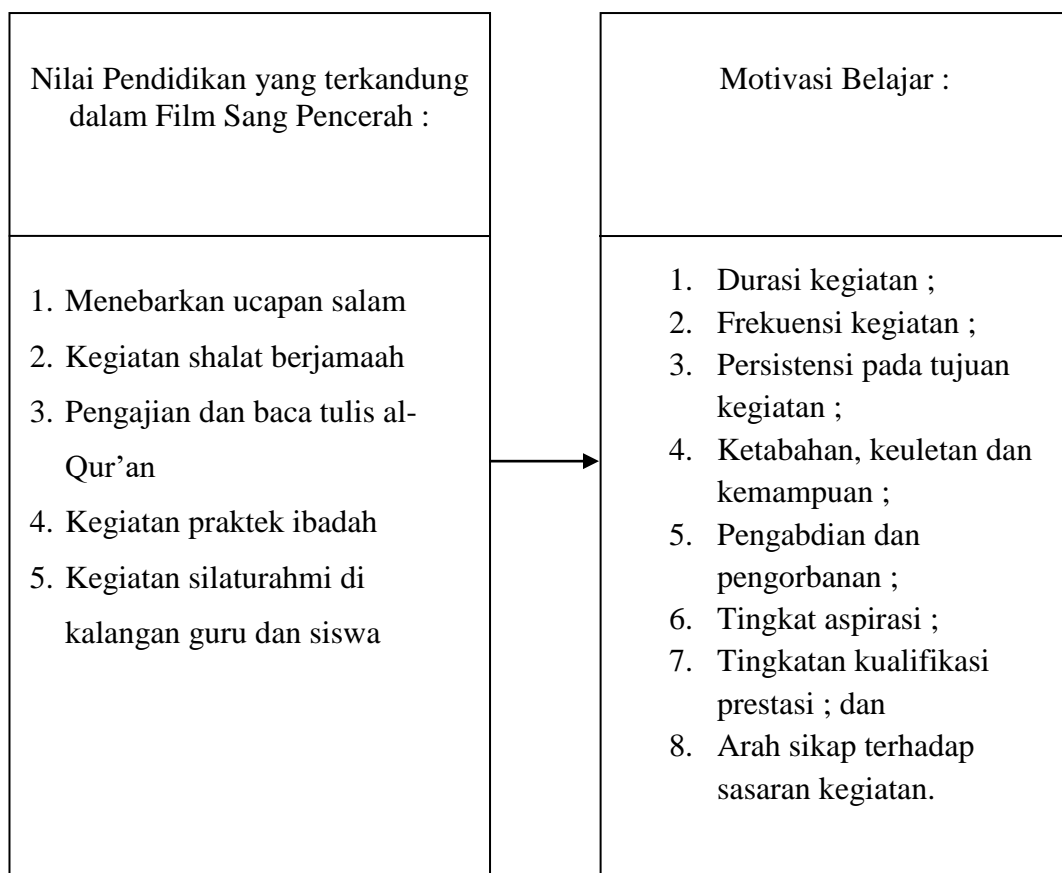 Nilai Pendidikan yang terkandung
dalam Film Sang Pencerah :
1. Menebarkan ucapan salam
2. Kegiatan shalat berjamaah
3. Pengajian dan baca tulis al-
Qur’an
4. Kegiatan praktek ibadah
5. Kegiatan silaturahmi di
kalangan guru dan siswa
Motivasi Belajar :
1. Durasi kegiatan ;
2. Frekuensi kegiatan ;
3. Persistensi pada tujuan
kegiatan ;
4. Ketabahan, keuletan dan
kemampuan ;
5. Pengabdian dan
pengorbanan ;
6. Tingkat aspirasi ;
7. Tingkatan kualifikasi
prestasi ; dan
8. Arah sikap terhadap
sasaran kegiatan.